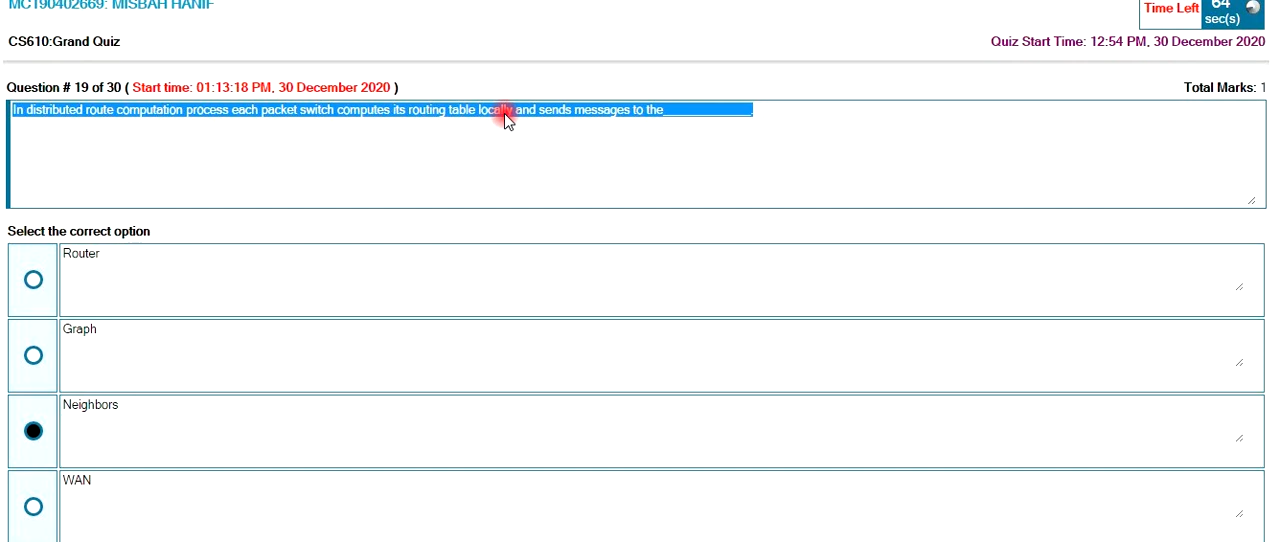 MC190402669: MISBAH HANIF
Time Left 64 sec(s)
CS610:Grand Quiz
Quiz Start Time: 12:54 PM, 30 December 2020
Question # 19 of 30 ( Start time: 01:13:18 PM, 30 December 2020 )
Total Marks: 1
In distributed route computation process each packet switch computes its routing table locally and sends messages to the______________.
Select the correct option
Router
Graph
Neighbors
WAN